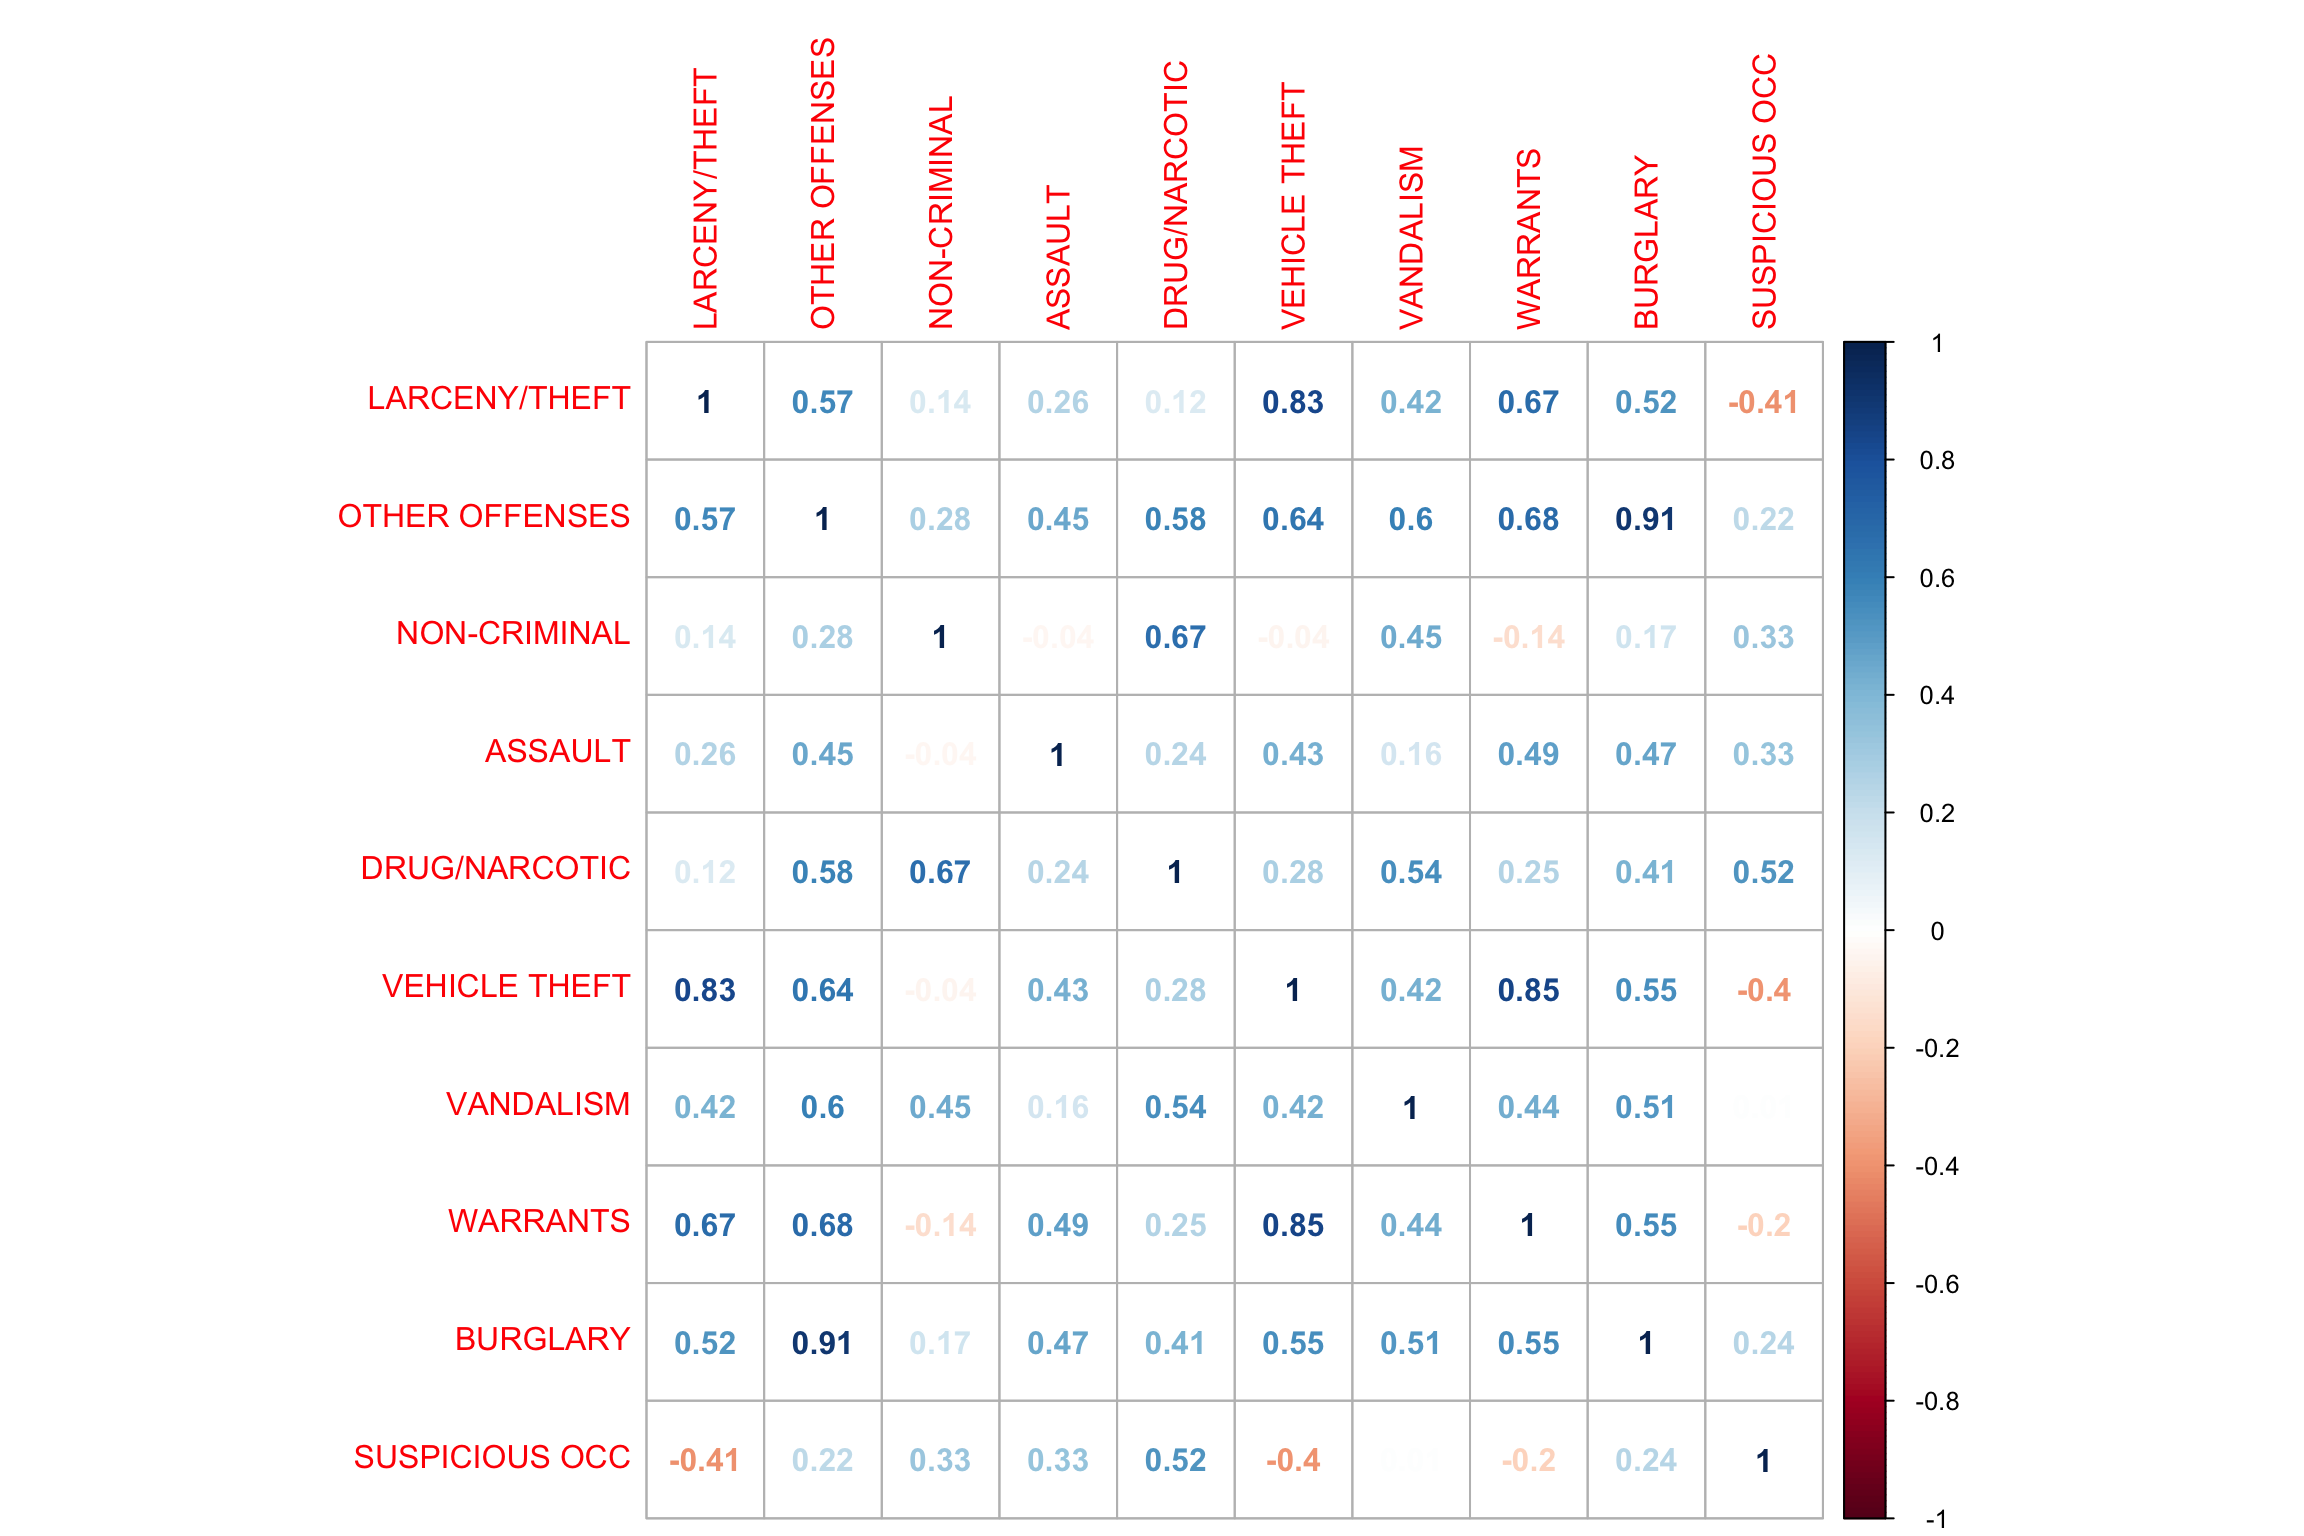 LARCENY/THEFT
OTHER OFFENSES
NON-CRIMINAL
ASSAULT
DRUG/NARCOTIC
VEHICLE THEFT
VANDALISM
WARRANTS
BURGLARY
SUSPICIOUS OCC
LARCENY/THEFT 1 0.57 0.14 0.26 0.12 0.83 0.42 0.67 0.52 -0.41
OTHER OFFENSES 0.57 1 0.28 0.45 0.58 0.64 0.6 0.68 0.91 0.22
NON-CRIMINAL 0.14 0.28 1 -0.04 0.67 -0.04 0.45 -0.14 0.17 0.33
ASSAULT 0.26 0.45 -0.04 1 0.24 0.43 0.16 0.49 0.47 0.33
DRUG/NARCOTIC 0.12 0.58 0.67 0.24 1 0.28 0.54 0.25 0.41 0.52
VEHICLE THEFT 0.83 0.64 -0.04 0.43 0.28 1 0.42 0.85 0.55 -0.4
VANDALISM 0.42 0.6 0.45 0.16 0.54 0.42 1 0.44 0.51
WARRANTS 0.67 0.68 -0.14 0.49 0.25 0.85 0.44 1 0.55 -0.2
BURGLARY 0.52 0.91 0.17 0.47 0.41 0.55 0.51 0.55 1 0.24
SUSPICIOUS OCC -0.41 0.22 0.33 0.33 0.52 -0.4 -0.2 0.24 1
1
0.8
0.6
0.4
0.2
0
-0.2
-0.4
-0.6
-0.8
-1